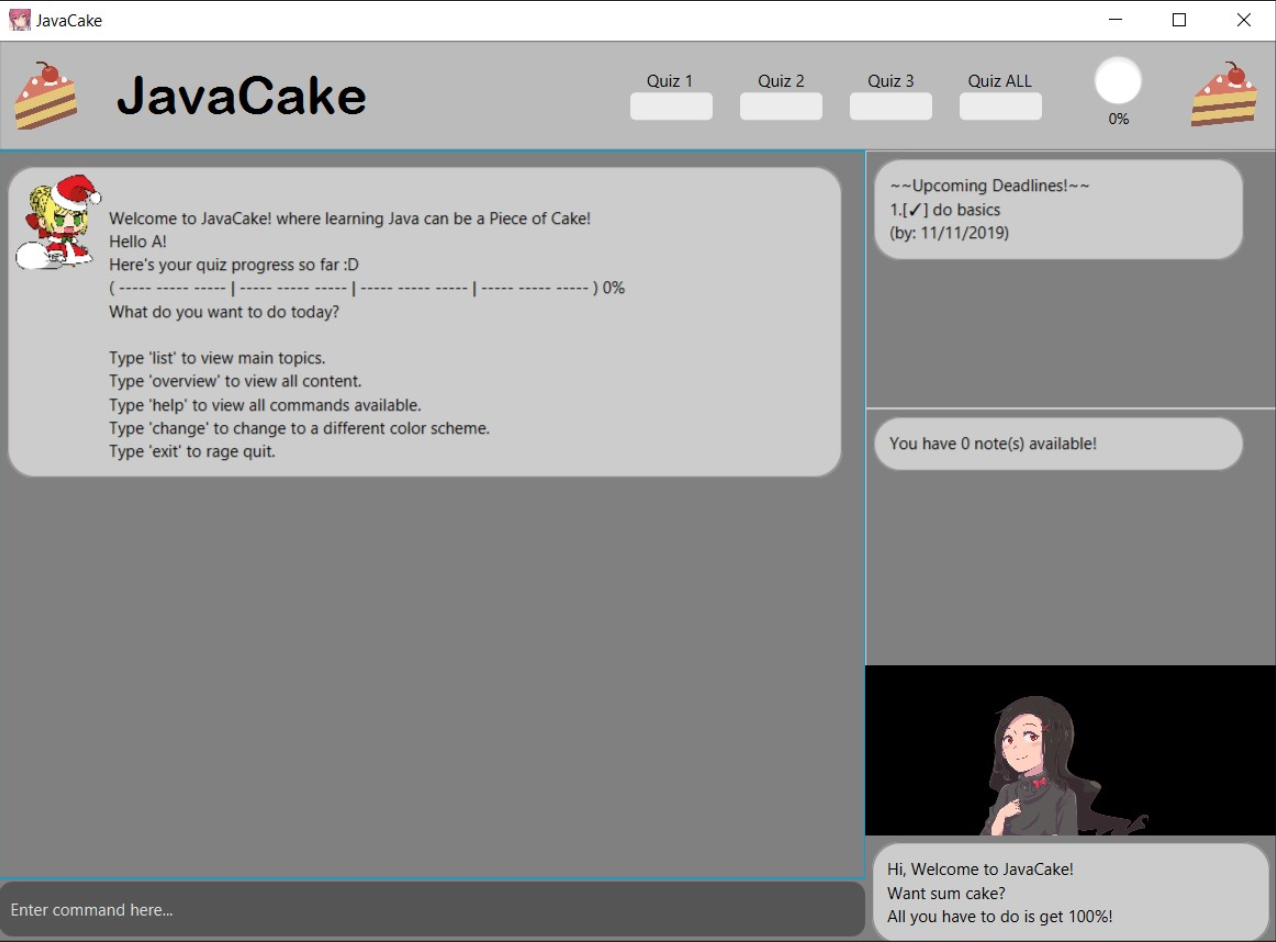 JavaCake
JavaCake
Quiz 1
Quiz 2
Quiz 3
Quiz ALL
0%
Welcome to JavaCake! where learning Java can be a Piece of Cake!
Hello A!
Here's your quiz progress so far :D
( ----- ----- ----- | ----- ----- ----- | ----- ----- ----- | ----- ----- ----- ) 0%
What do you want to do today?
Type 'list' to view main topics.
Type 'overview' to view all content.
Type 'help' to view all commands available.
Type 'change' to change to a different color scheme.
Type 'exit' to rage quit.
Enter command here...
~~Upcoming Deadlines!~~
1.[✓] do basics
(by: 11/11/2019)
You have 0 note(s) available!
Hi, Welcome to JavaCake!
Want sum cake?
All you have to do is get 100%!